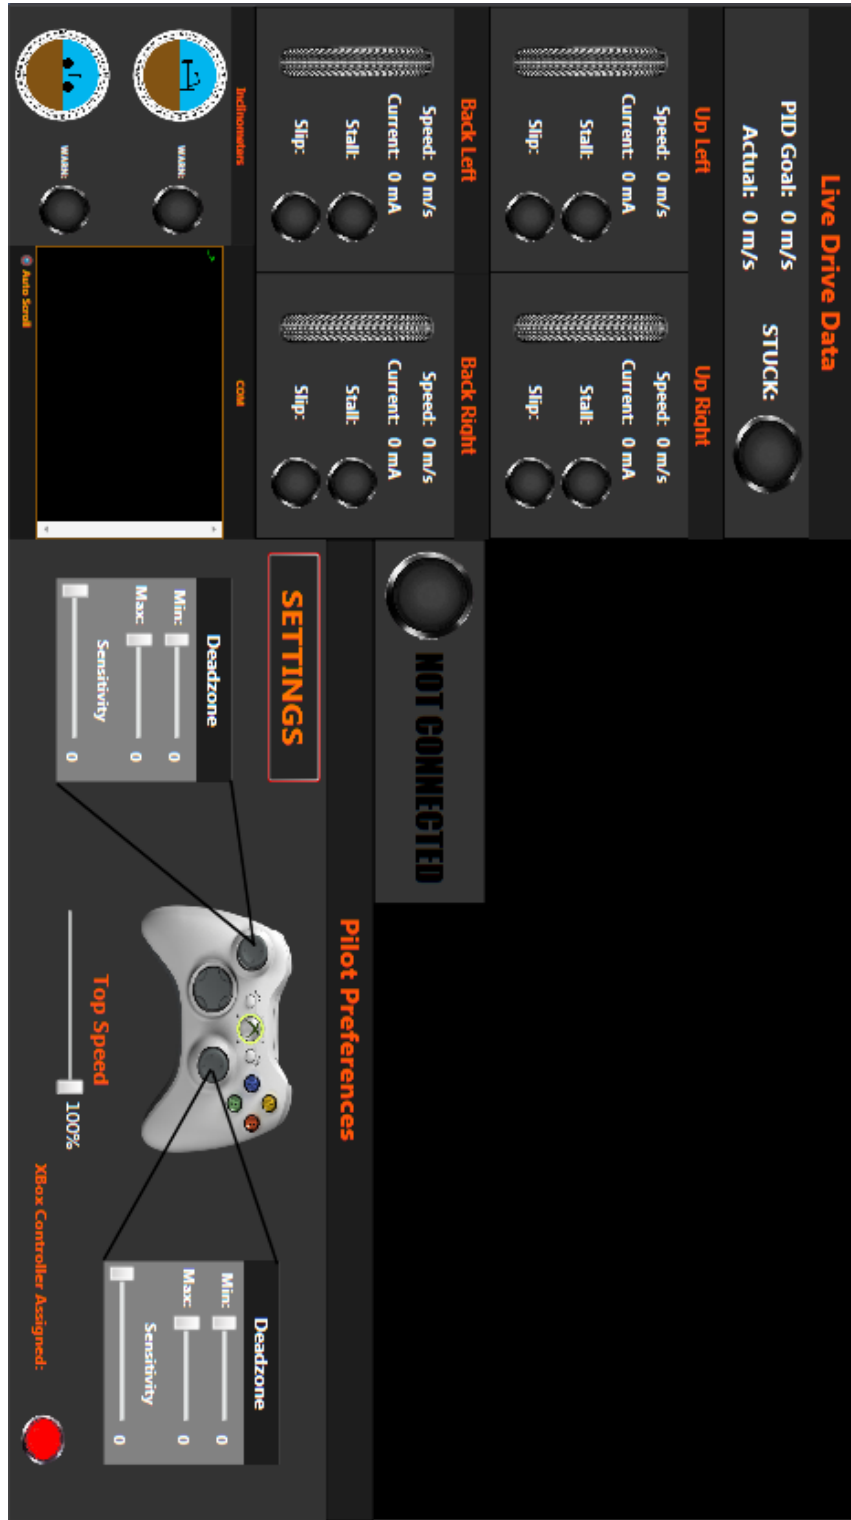 Live Drive Data
PID Goal: 0 m/s
Actual: 0 m/s
STUCK:
Up Left
Speed: 0 m/s
Current: 0 mA
Stall:
Slip:
Up Right
Speed: 0 m/s
Current: 0 mA
Stall:
Slip:
Back Left
Speed: 0 m/s
Current: 0 mA
Stall:
Slip:
Back Right
Speed: 0 m/s
Current: 0 mA
Stall:
Slip:
Inclinometers
WARN:
WARN:
COM
Auto Scroll
NOT CONNECTED
Pilot Preferences
SETTINGS
Deadzone
Min: 0
Max: 0
Sensitivity
0
Top Speed
100%
Deadzone
Min: 0
Max: 0
Sensitivity
0
XBox Controller Assigned: